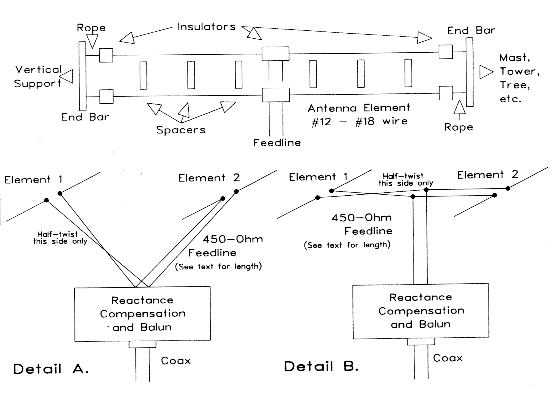 Rope
Insulators
End Bar
Vertical
Support
Mast,
Tower,
Tree,
etc.
End Bar
Spacers
Antenna Element
#12 - #18 wire
Rope
Feedline
Element 1
Element 2
Half-twist
this side only
450-Ohm
Feedline
(See text for length)
Reactance
Compensation
and Balun
Coax
Detail A.
Element 1
Half-twist
this side only
Element 2
450-Ohm
Feedline
(See text for length)
Reactance
Compensation
and Balun
Coax
Detail B.